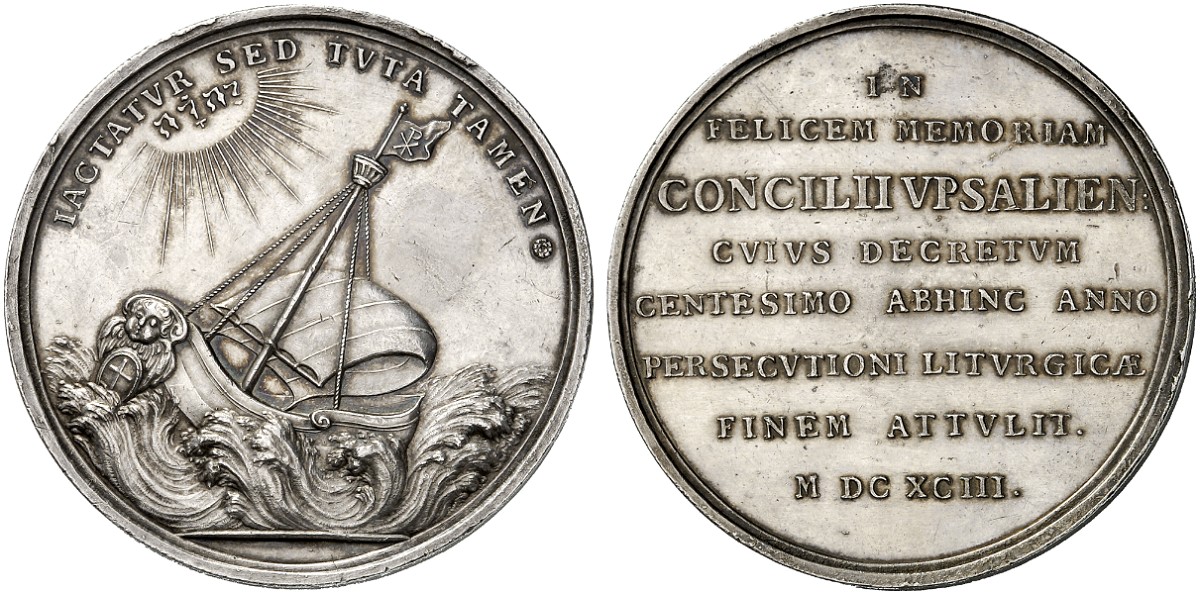 IACTATVR SED TVTA TAMEN
IN
FELICEM MEMORIAM
CONCILII VPSALIEN:
CVIVS DECRETVM
CENTESIMO ABHINC ANNO
PERSECVTIONI LITVRGICÆ
FINEM ATTVLIT.
M DC XCIII.